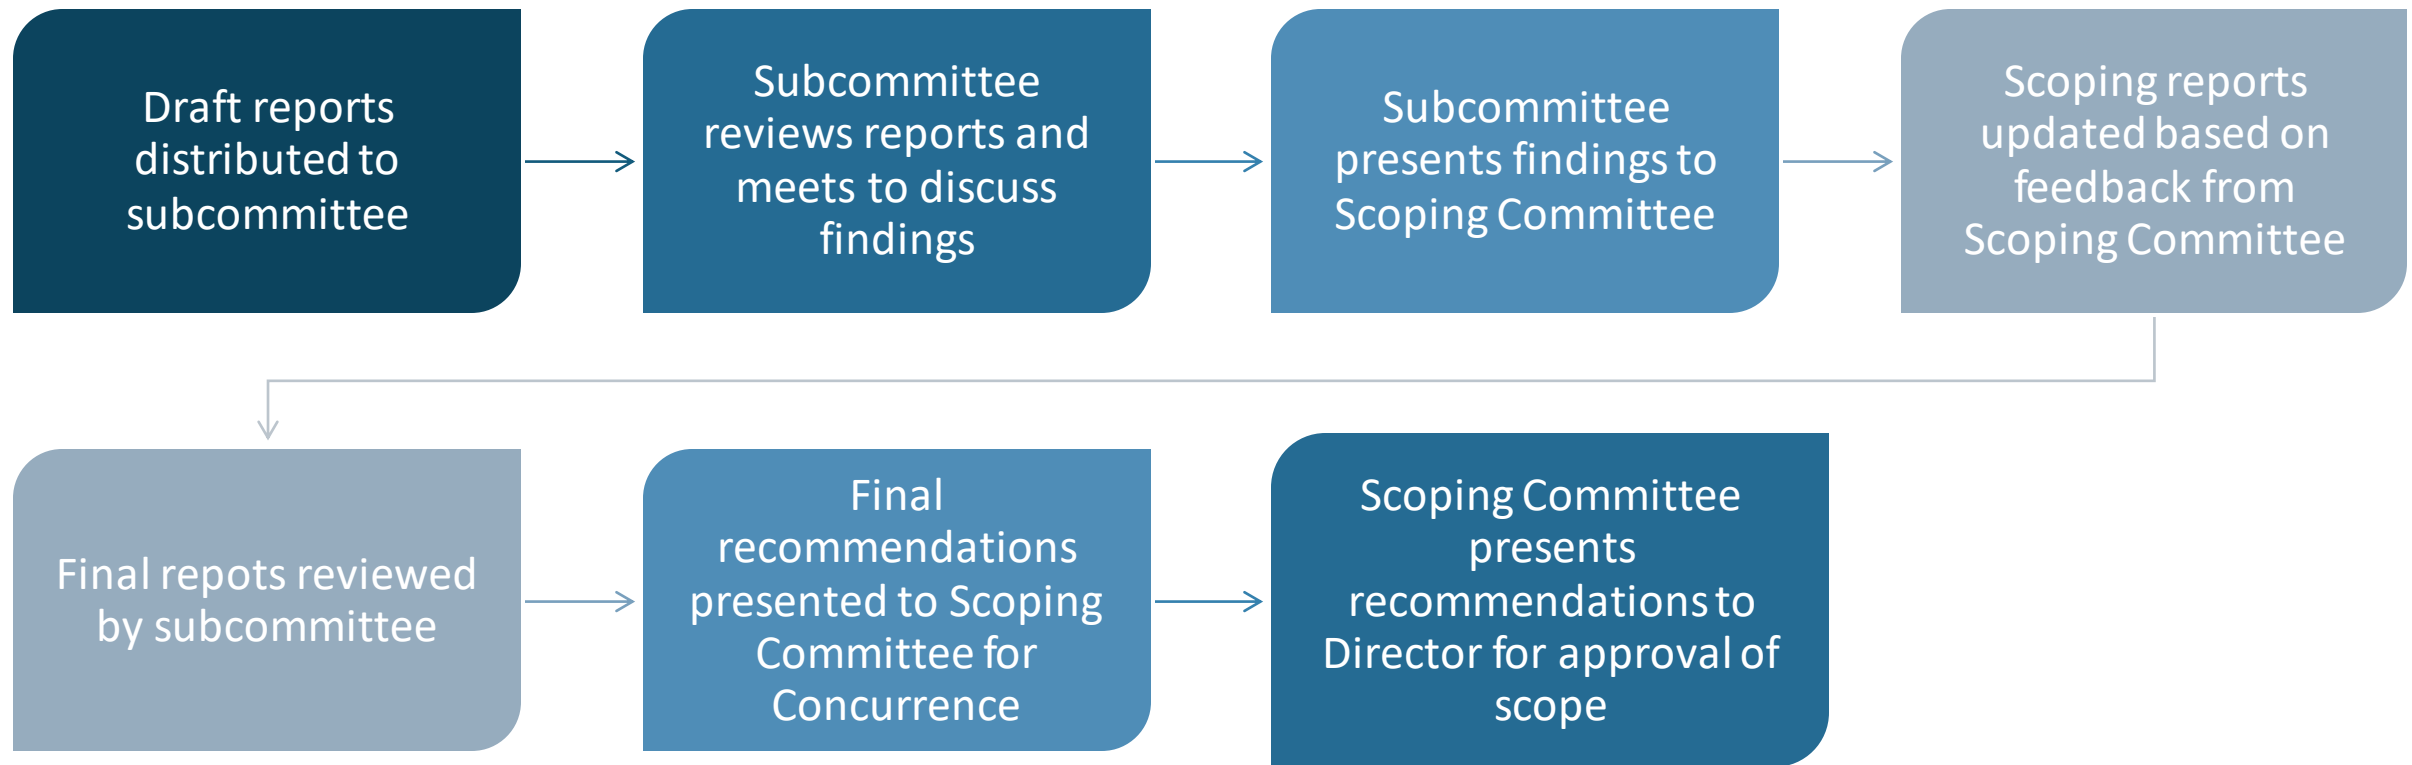 Draft reports
distributed to
subcommittee
Subcommittee
reviews reports and
meets to discuss
findings
Subcommittee
presents findings to
Scoping Committee
Scoping reports
updated based on
feedback from
Scoping Committee
Final repots reviewed
by subcommittee
Final
recommendations
presented to Scoping
Committee for
Concurrence
Scoping Committee
presents
recommendations to
Director for approval of
scope